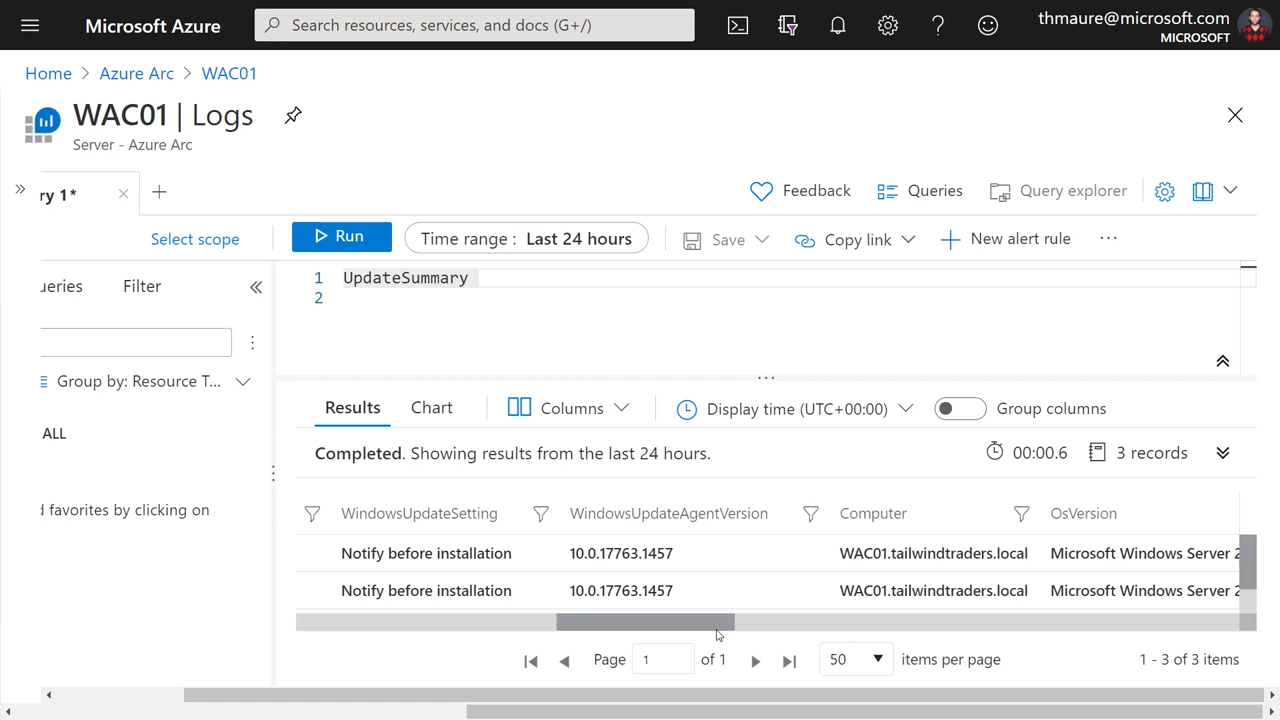 Microsoft Azure
Search resources, services, and docs (G+/)
thmaure@microsoft.com
MICROSOFT
Home > Azure Arc > WAC01
WAC01 | Logs
Server - Azure Arc
ry 1*
Feedback
Queries
Query explorer
Select scope
Run
Time range : Last 24 hours
Save
Copy link
New alert rule
1 UpdateSummary
2
ueries
Filter
Group by: Resource T...
ALL
d favorites by clicking on
Results
Chart
Columns
Display time (UTC+00:00)
Group columns
Completed. Showing results from the last 24 hours.
00:00.6
3 records
WindowsUpdateSetting WindowsUpdateAgentVersion Computer OsVersion
Notify before installation 10.0.17763.1457 WAC01.tailwindtraders.local Microsoft Windows Server 2
Notify before installation 10.0.17763.1457 WAC01.tailwindtraders.local Microsoft Windows Server 2
Page 1 of 1
50 items per page
1 - 3 of 3 items